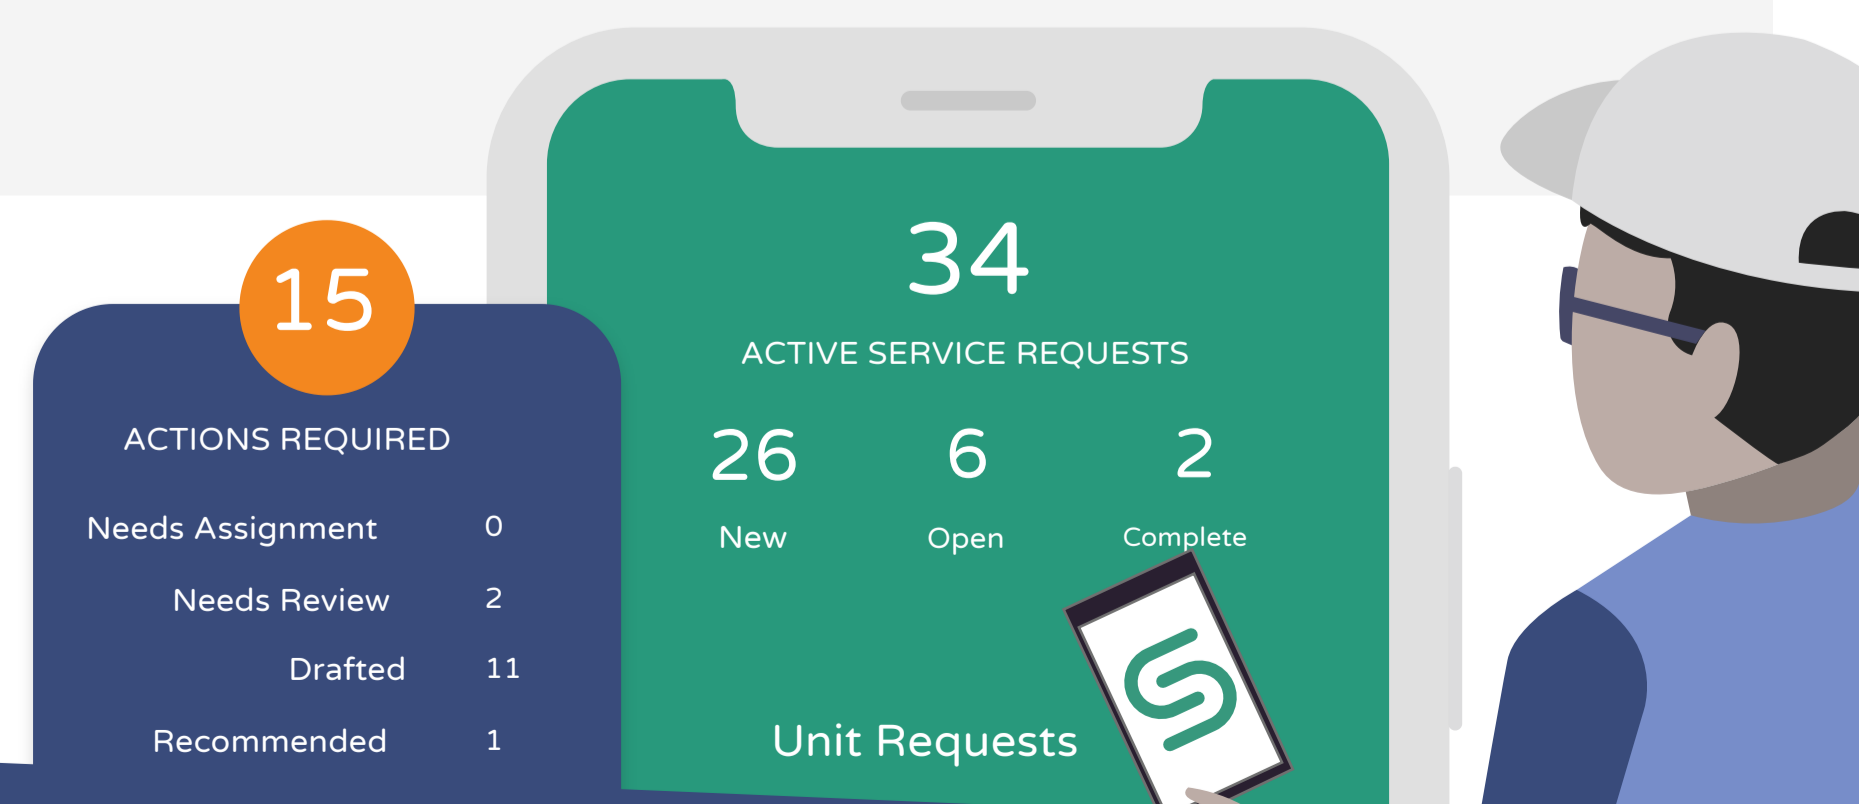 15
ACTIONS REQUIRED
Needs Assignment 0
Needs Review 2
Drafted 11
Recommended 1
34
ACTIVE SERVICE REQUESTS
26 6 2
New Open Complete
Unit Requests